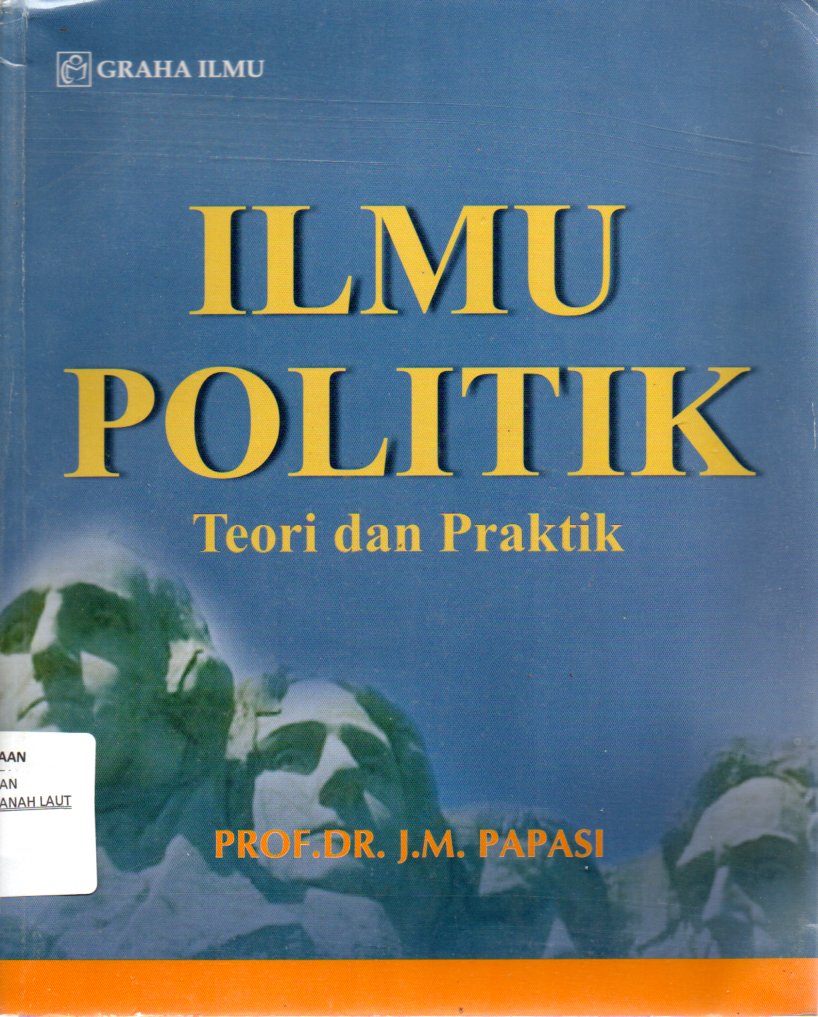 GRAHA ILMU
ILMU
POLITIK
Teori dan Praktik
AAN
AN
ANAH LAUT
PROF.DR. J.M. PAPASI